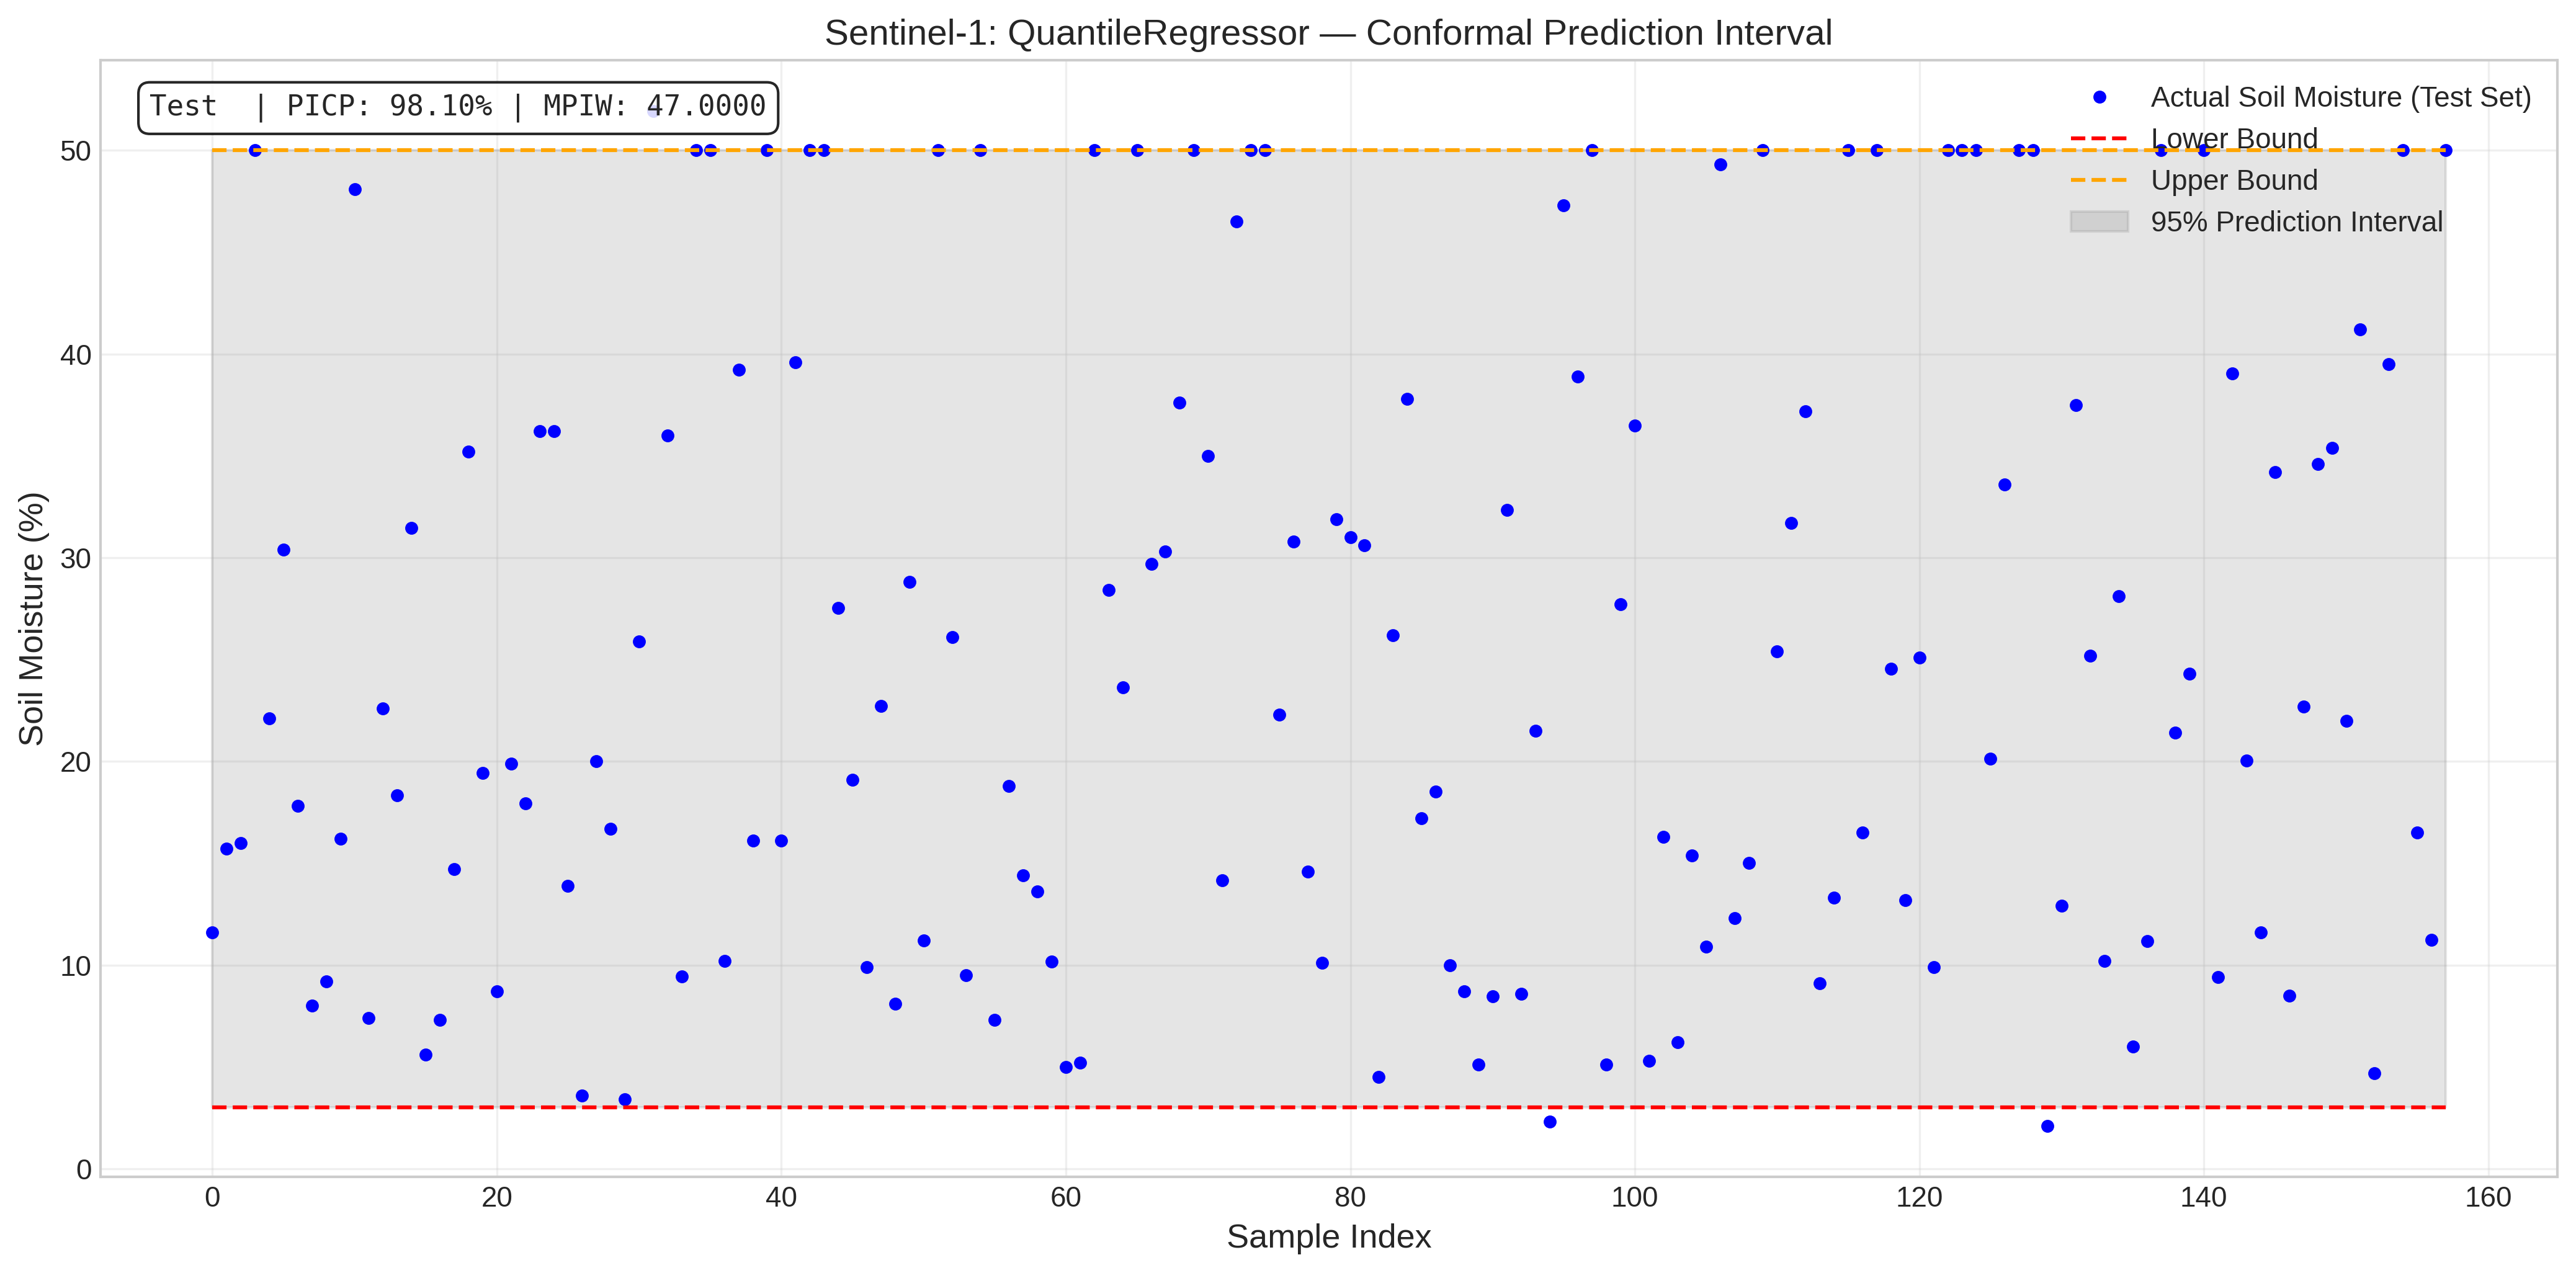 Sentinel-1: QuantileRegressor — Conformal Prediction Interval
Test  | PICP: 98.10% | MPIW: 47.0000
Actual Soil Moisture (Test Set)
Lower Bound
Upper Bound
95% Prediction Interval
Soil Moisture (%)
50
40
30
20
10
0
0 20 40 60 80 100 120 140 160
Sample Index